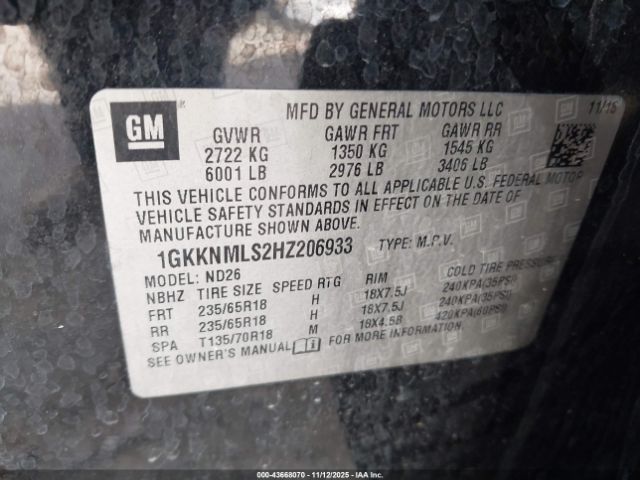 GM
MFD BY GENERAL MOTORS LLC 11/16
GVWR GAWR FRT GAWR RR
2722 KG 1350 KG 1545 KG
6001 LB 2976 LB 3406 LB
THIS VEHICLE CONFORMS TO ALL APPLICABLE U.S. FEDERAL MOTOR
VEHICLE SAFETY STANDARDS IN EFFECT ON THE DATE OF
MANUFACTURE SHOWN ABOVE.
1GKKNMLS2HZ206933 TYPE: M.P.V.
MODEL: ND26
NBHZ TIRE SIZE SPEED RTG RIM COLD TIRE PRESSURE
FRT 235/65R18 H 18X7.5J 240KPA(35PSI)
RR 235/65R18 H 18X7.5J 240KPA(35PSI)
SPA T135/70R18 M 18X4.5B 420KPA(60PSI)
SEE OWNER'S MANUAL FOR MORE INFORMATION.
000-43668070 - 11/12/2025 - IAA Inc.